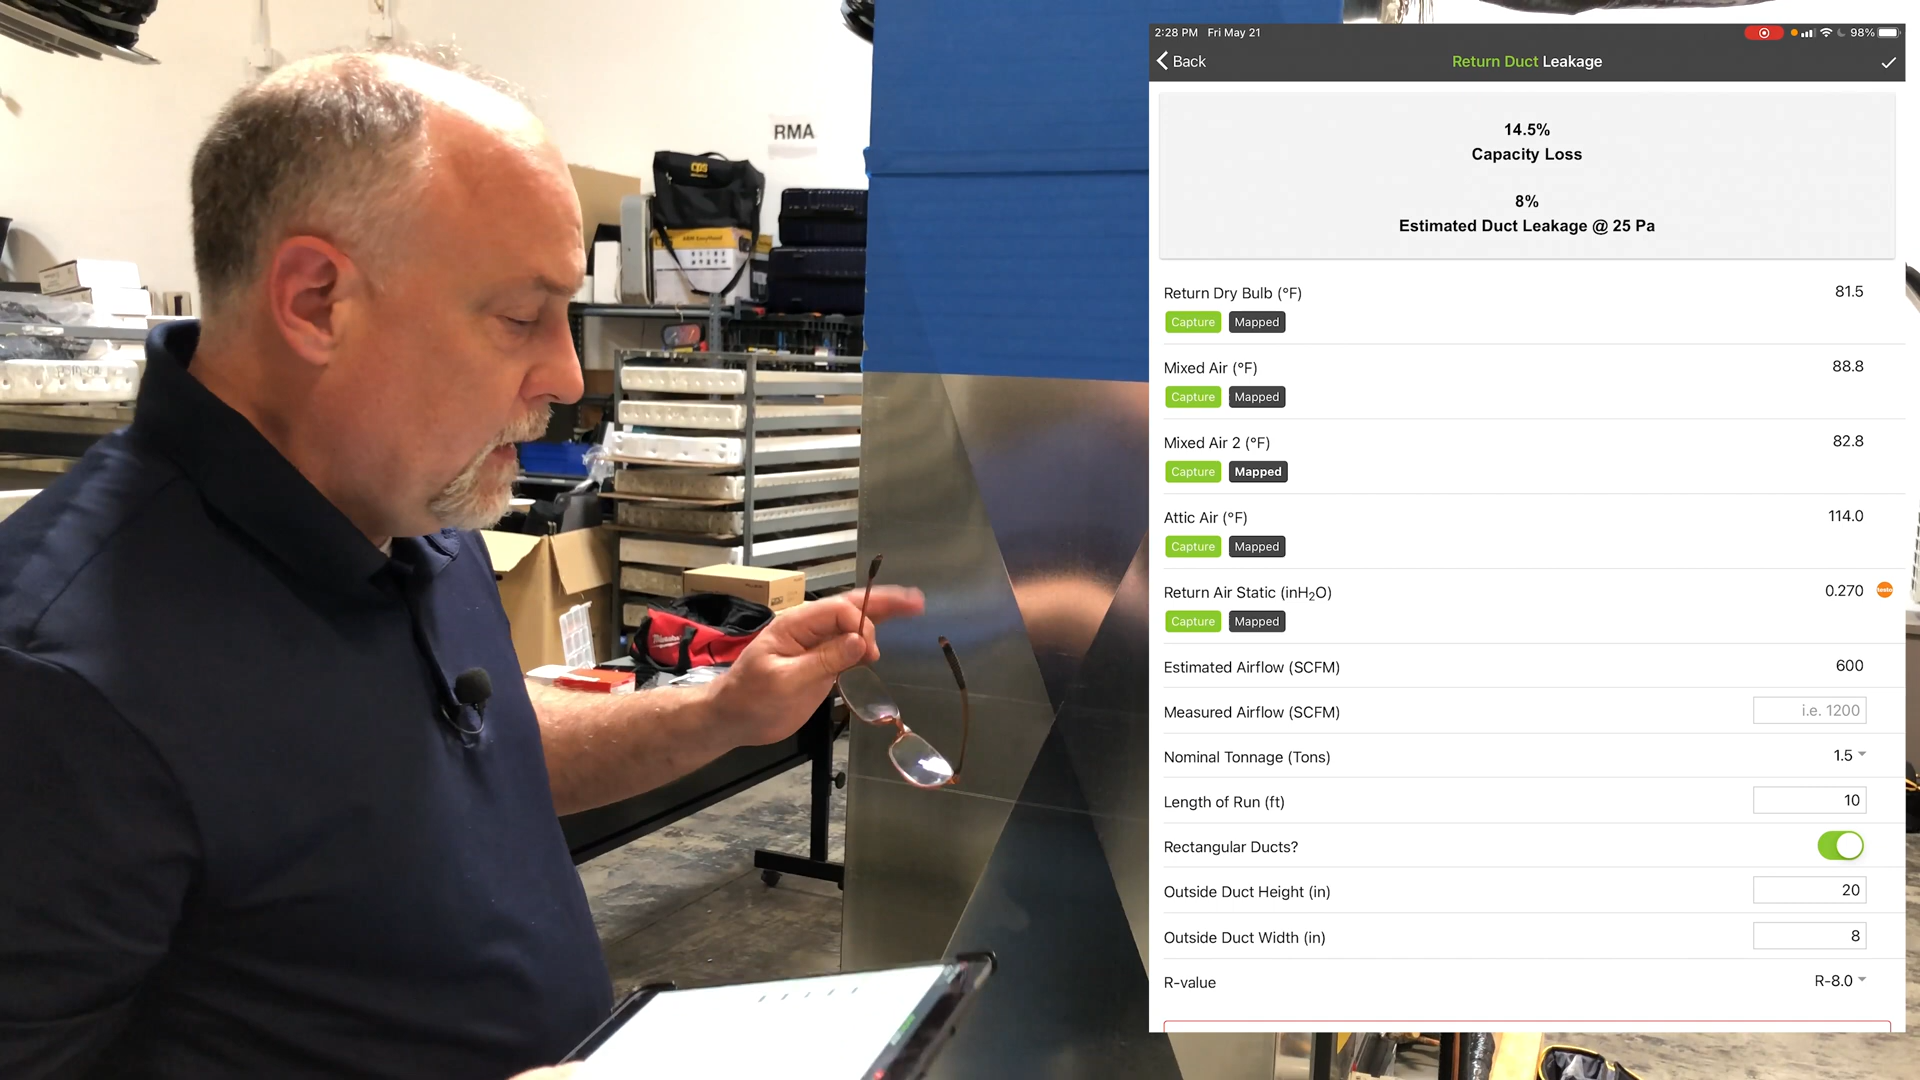 RMA
CPS
2:28 PM Fri May 21
98%
Back
Return Duct Leakage
14.5%
Capacity Loss
8%
Estimated Duct Leakage @ 25 Pa
Return Dry Bulb (°F) 81.5
Capture Mapped
Mixed Air (°F) 88.8
Capture Mapped
Mixed Air 2 (°F) 82.8
Capture Mapped
Attic Air (°F) 114.0
Capture Mapped
Return Air Static (inH₂O) 0.270 testo
Capture Mapped
Estimated Airflow (SCFM) 600
Measured Airflow (SCFM) i.e. 1200
Nominal Tonnage (Tons) 1.5
Length of Run (ft) 10
Rectangular Ducts?
Outside Duct Height (in) 20
Outside Duct Width (in) 8
R-value R-8.0
Milwaukee